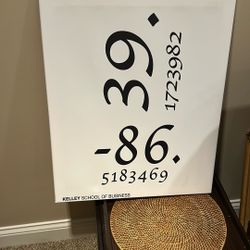 39.
1723982
-86.
5183469
KELLEY SCHOOL OF BUSINESS